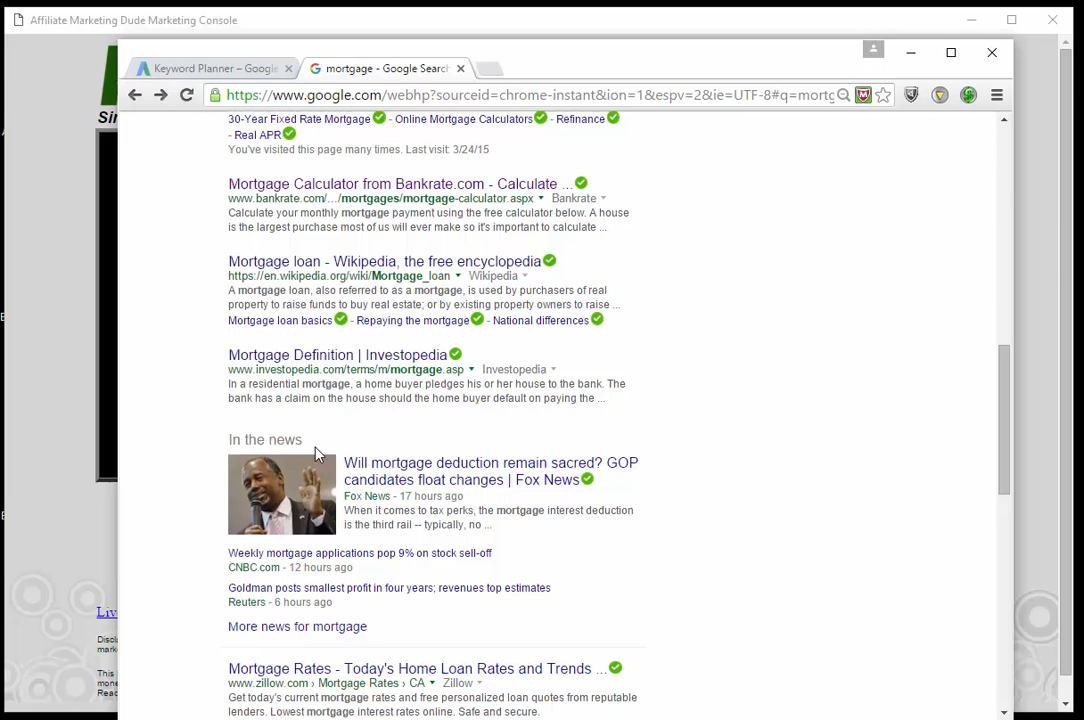 Affiliate Marketing Dude Marketing Console
Keyword Planner – Google
mortgage - Google Search
https://www.google.com/webhp?sourceid=chrome-instant&ion=1&espv=2&ie=UTF-8#q=mortg
30-Year Fixed Rate Mortgage - Online Mortgage Calculators - Refinance
- Real APR
You've visited this page many times. Last visit: 3/24/15
Mortgage Calculator from Bankrate.com - Calculate ...
www.bankrate.com/.../mortgages/mortgage-calculator.aspx Bankrate
Calculate your monthly mortgage payment using the free calculator below. A house
is the largest purchase most of us will ever make so it's important to calculate ...
Mortgage loan - Wikipedia, the free encyclopedia
https://en.wikipedia.org/wiki/Mortgage_loan Wikipedia
A mortgage loan, also referred to as a mortgage, is used by purchasers of real
property to raise funds to buy real estate; or by existing property owners to raise ...
Mortgage loan basics - Repaying the mortgage - National differences
Mortgage Definition | Investopedia
www.investopedia.com/terms/m/mortgage.asp Investopedia
In a residential mortgage, a home buyer pledges his or her house to the bank. The
bank has a claim on the house should the home buyer default on paying the ...
In the news
Will mortgage deduction remain sacred? GOP
candidates float changes | Fox News
Fox News - 17 hours ago
When it comes to tax perks, the mortgage interest deduction
is the third rail -- typically, no ...
Weekly mortgage applications pop 9% on stock sell-off
CNBC.com - 12 hours ago
Goldman posts smallest profit in four years; revenues top estimates
Reuters - 6 hours ago
More news for mortgage
Mortgage Rates - Today's Home Loan Rates and Trends ...
www.zillow.com › Mortgage Rates › CA Zillow
Get today's current mortgage rates and free personalized loan quotes from reputable
lenders. Lowest mortgage interest rates online. Safe and secure.
Sin
Liv
Discl
mark
This
mone
Read